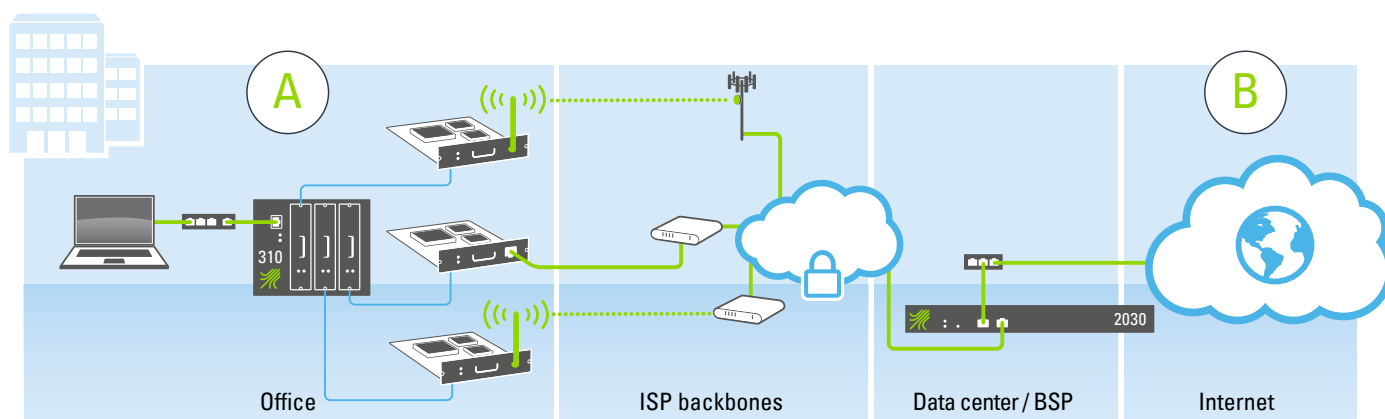 A
B
310
2030
Office
ISP backbones
Data center / BSP
Internet